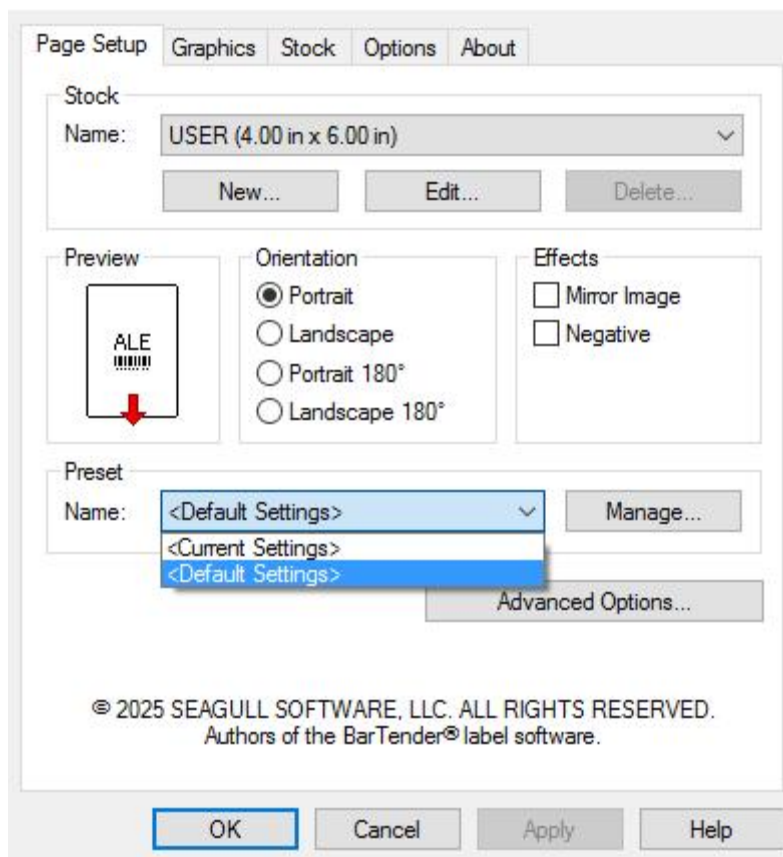 Page Setup Graphics Stock Options About
Stock
Name: USER (4.00 in x 6.00 in)
New... Edit... Delete...
Preview
ALE
Orientation
Portrait
Landscape
Portrait 180°
Landscape 180°
Effects
Mirror Image
Negative
Preset
Name: <Default Settings> Manage...
<Current Settings>
<Default Settings>
Advanced Options...
© 2025 SEAGULL SOFTWARE, LLC. ALL RIGHTS RESERVED.
Authors of the BarTender® label software.
OK Cancel Apply Help